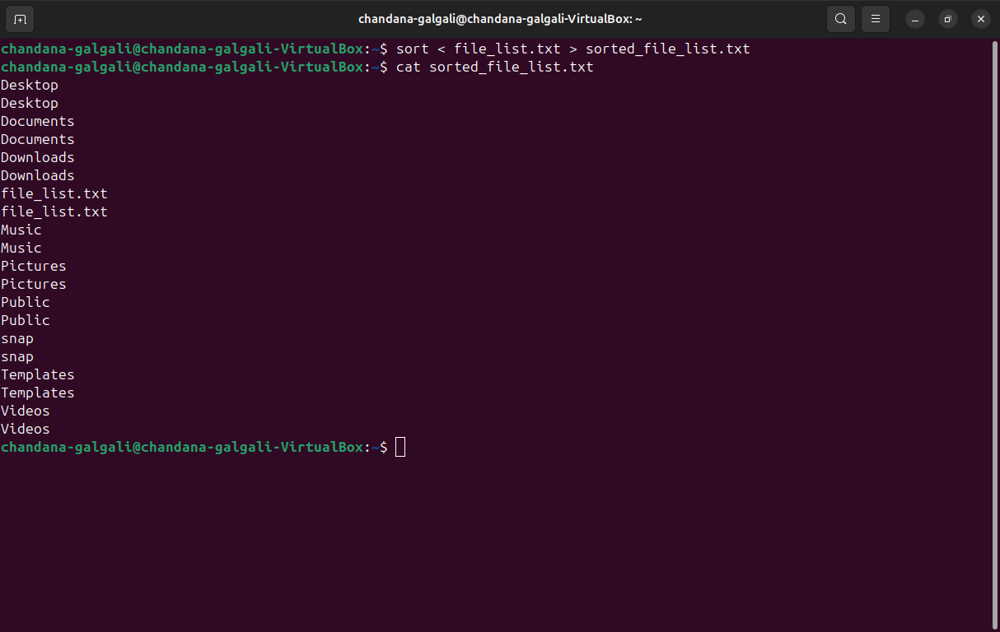 chandana-galgali@chandana-galgali-VirtualBox: ~
chandana-galgali@chandana-galgali-VirtualBox:~$ sort < file_list.txt > sorted_file_list.txt
chandana-galgali@chandana-galgali-VirtualBox:~$ cat sorted_file_list.txt
Desktop
Desktop
Documents
Documents
Downloads
Downloads
file_list.txt
file_list.txt
Music
Music
Pictures
Pictures
Public
Public
snap
snap
Templates
Templates
Videos
Videos
chandana-galgali@chandana-galgali-VirtualBox:~$